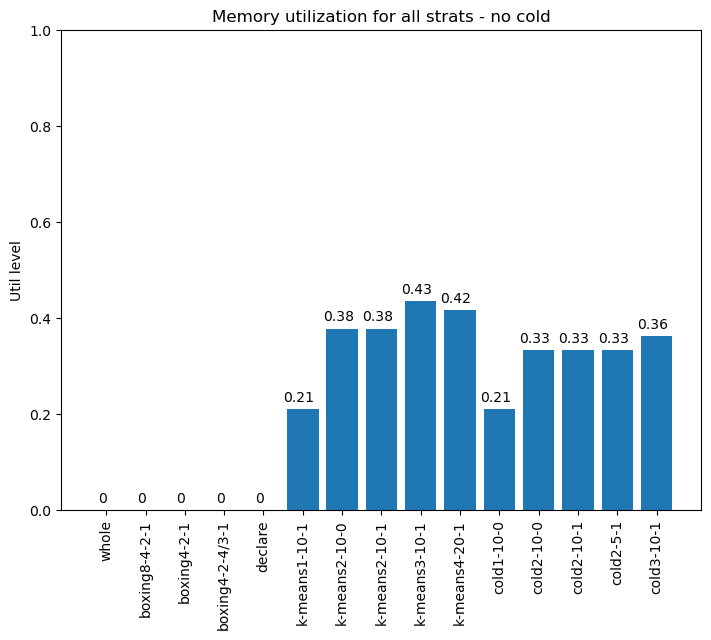 Memory utilization for all strats - no cold
1.0
0.8
0.6
0.4
0.2
0.0
Util level
0 0 0 0 0 0.21 0.38 0.38 0.43 0.42 0.21 0.33 0.33 0.33 0.36
whole
boxing8-4-2-1
boxing4-2-1
boxing4-2-4/3-1
declare
k-means1-10-1
k-means2-10-0
k-means2-10-1
k-means3-10-1
k-means4-20-1
cold1-10-0
cold2-10-0
cold2-10-1
cold2-5-1
cold3-10-1